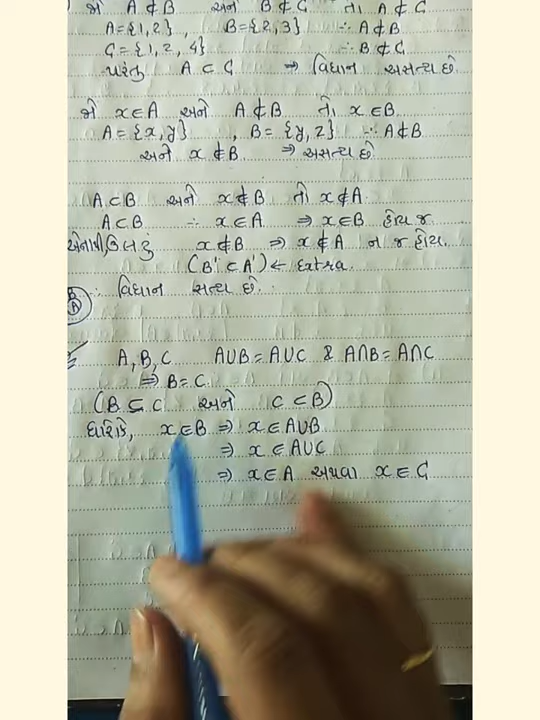 જો A ⊄ B અને B ⊄ C તો A ⊄ C
A={1,2}, B={2,3} ∴ A⊄B
C={1,2,4} ∴ B⊄C
પરંતુ A ⊂ C ⇒ વિધાન અસત્ય છે.
જો x∈A અને A⊄B તો x∈B
A={x,y}, B={y,z} ∴ A⊄B
અને x∉B ⇒ અસત્ય છે
A⊂B અને x∉B તો x∉A
A⊂B ∴ x∈A ⇒ x∈B હોય જ
એનાથી ઉલટું x∉B ⇒ x∉A ન જ હોય.
(B' ⊂ A') ← Extra.
∴ વિધાન સત્ય છે.
A,B,C A∪B=A∪C & A∩B=A∩C
⇒ B=C
(B⊆C અને C⊂B)
ધારોકે, x∈B ⇒ x∈A∪B
⇒ x∈A∪C
⇒ x∈A અથવા x∈C